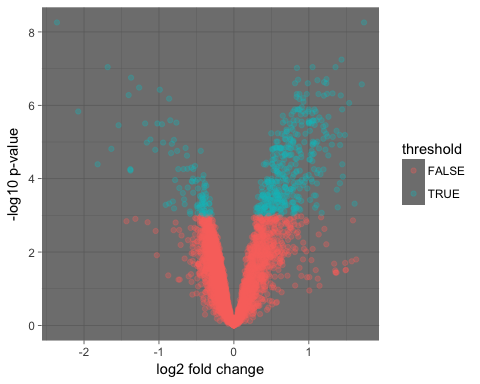 8
6
4
2
0
-2 -1 0 1
log2 fold change
-log10 p-value
threshold
FALSE
TRUE